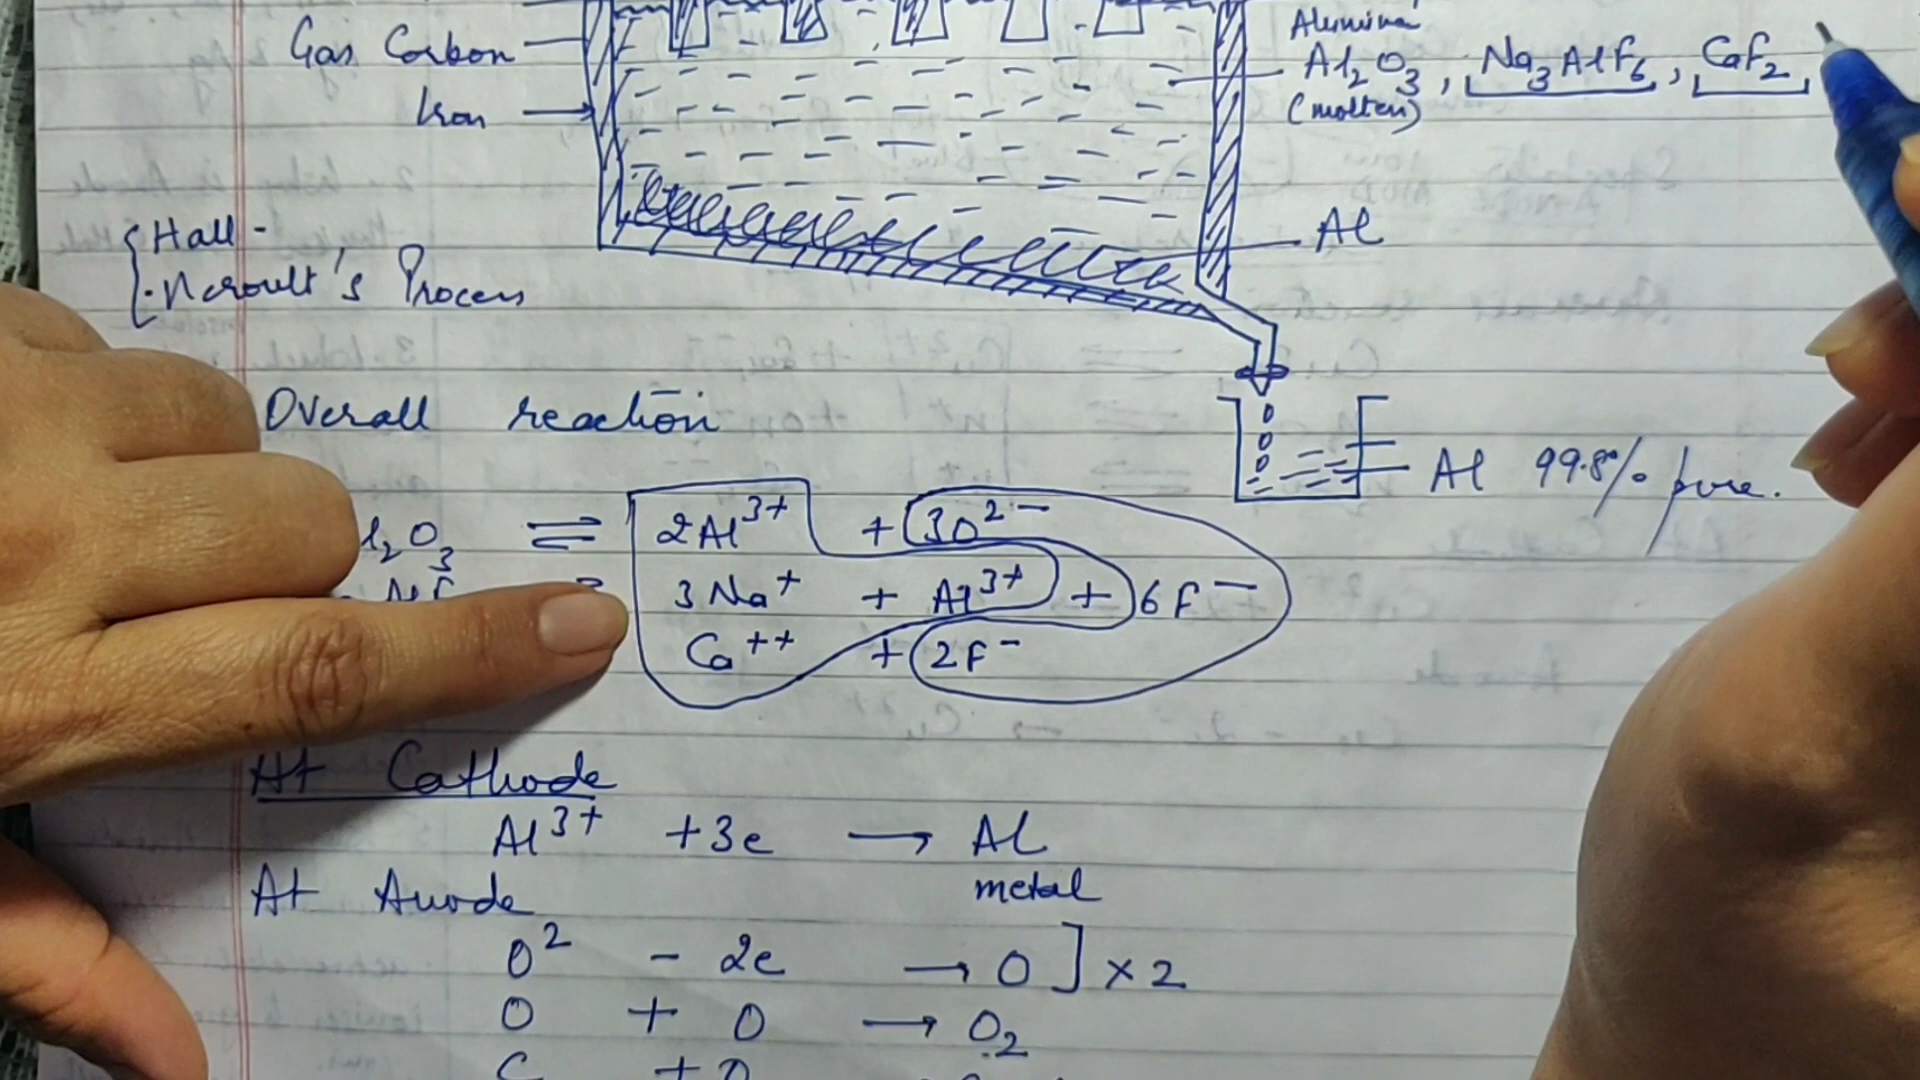 Alumina
Gas Carbon
Al₂O₃, Na₃AlF₆, CaF₂,
Iron
(molten)
Al
{Hall -
.Heroult's Process
Overall reaction
Al 99.8% pure.
l₂O₃ ⇌ 2Al³⁺ + 3O²⁻
3Na⁺ + Al³⁺ + 6F⁻
Ca⁺⁺ + 2F⁻
At Cathode
Al³⁺ + 3e → Al
metal
At Anode
O² - 2e → O ] × 2
O + O → O₂